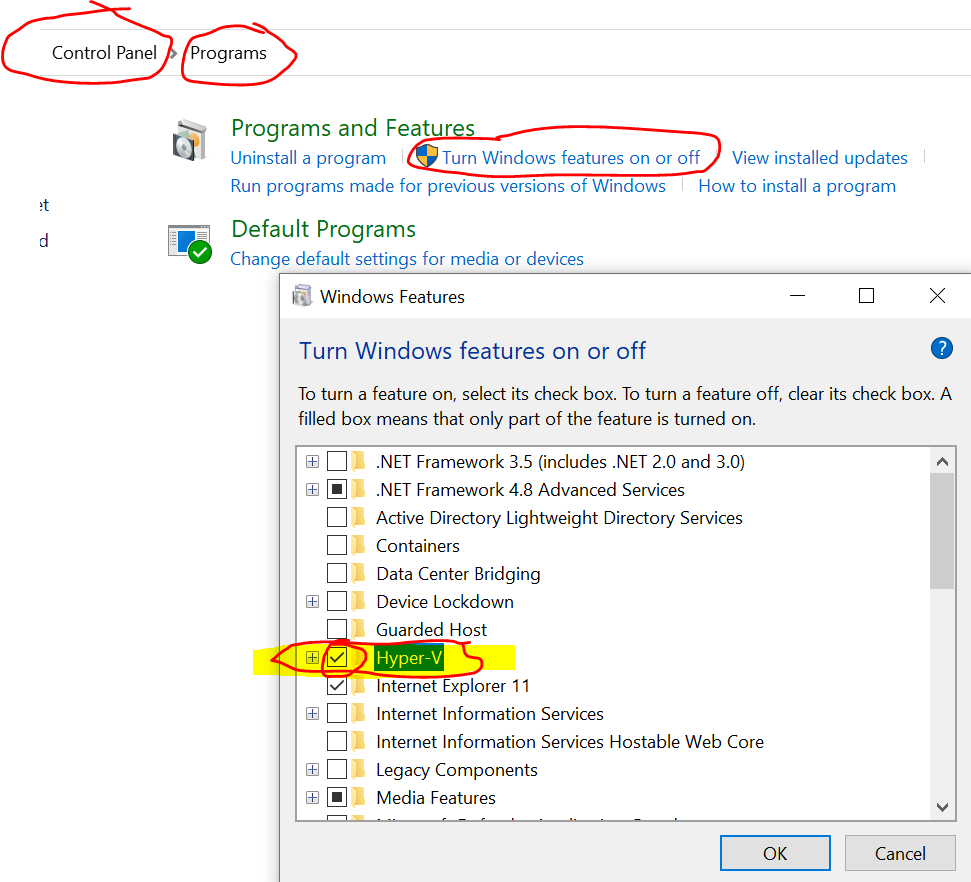 Control Panel > Programs
Programs and Features
Uninstall a program Turn Windows features on or off View installed updates
Run programs made for previous versions of Windows How to install a program
et
d
Default Programs
Change default settings for media or devices
Windows Features
Turn Windows features on or off ?
To turn a feature on, select its check box. To turn a feature off, clear its check box. A
filled box means that only part of the feature is turned on.
.NET Framework 3.5 (includes .NET 2.0 and 3.0)
.NET Framework 4.8 Advanced Services
Active Directory Lightweight Directory Services
Containers
Data Center Bridging
Device Lockdown
Guarded Host
Hyper-V
Internet Explorer 11
Internet Information Services
Internet Information Services Hostable Web Core
Legacy Components
Media Features
OK Cancel